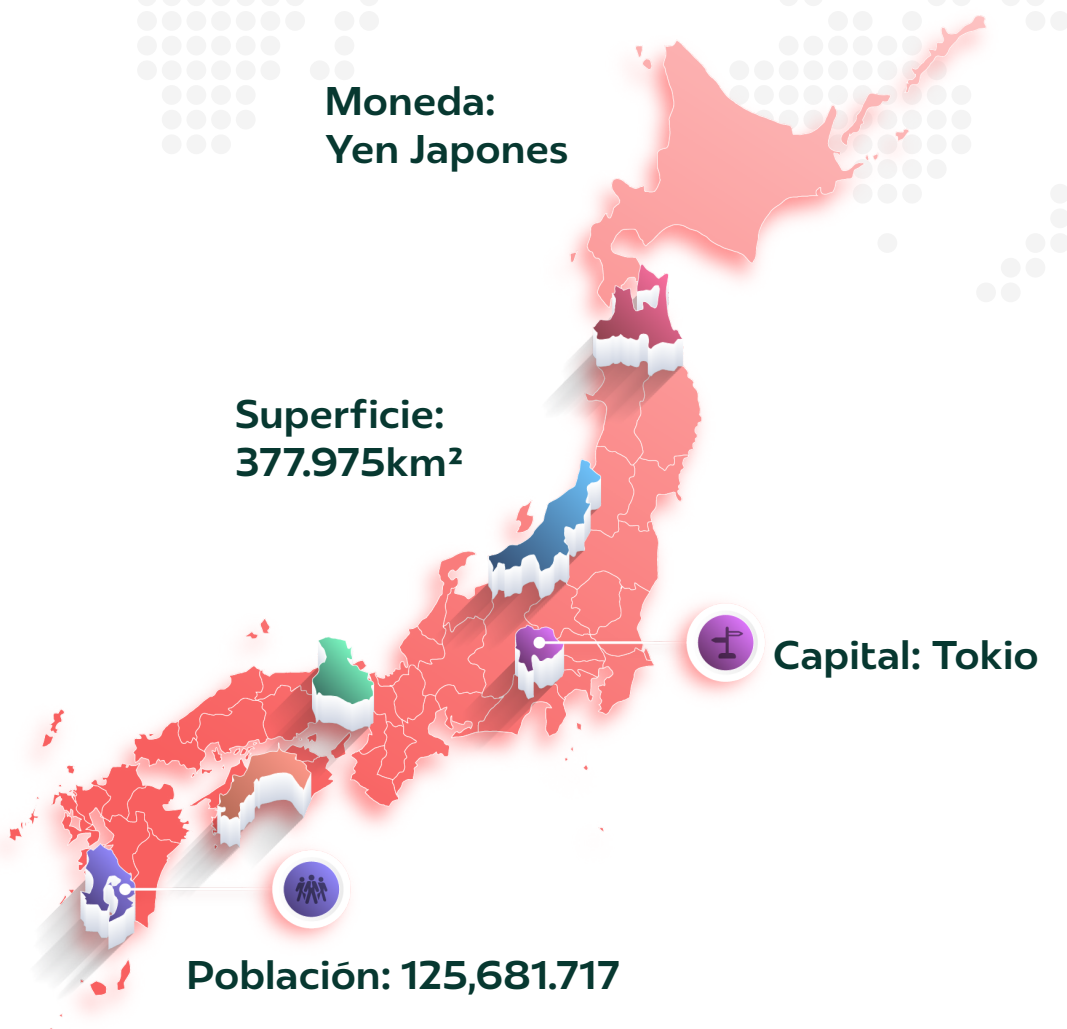 Moneda:
Yen Japones
Superficie:
377.975km²
Capital: Tokio
Población: 125,681.717